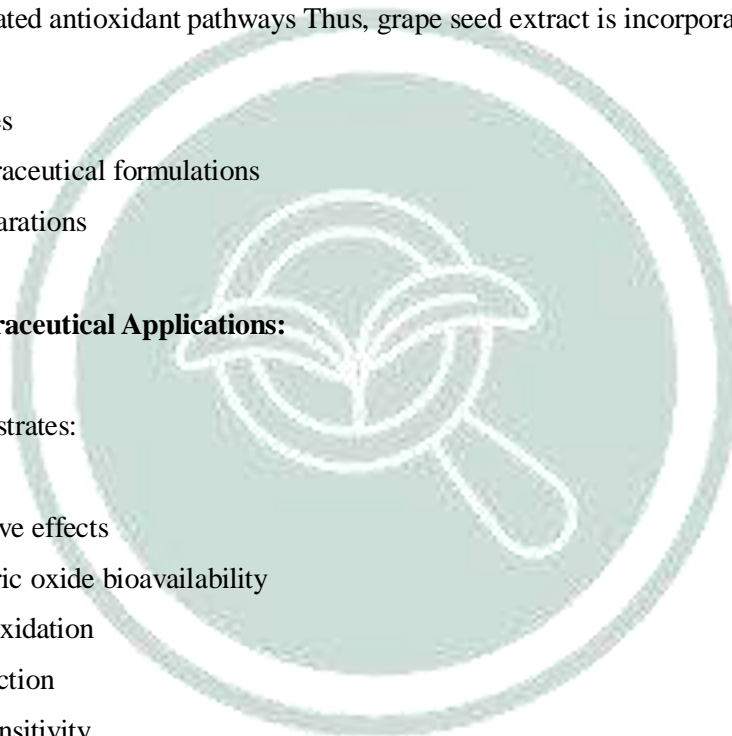 ated antioxidant pathways Thus, grape seed extract is incorpora
es
raceutical formulations
arations
raceutical Applications:
strates:
ve effects
ric oxide bioavailability
xidation
ction
nsitivity